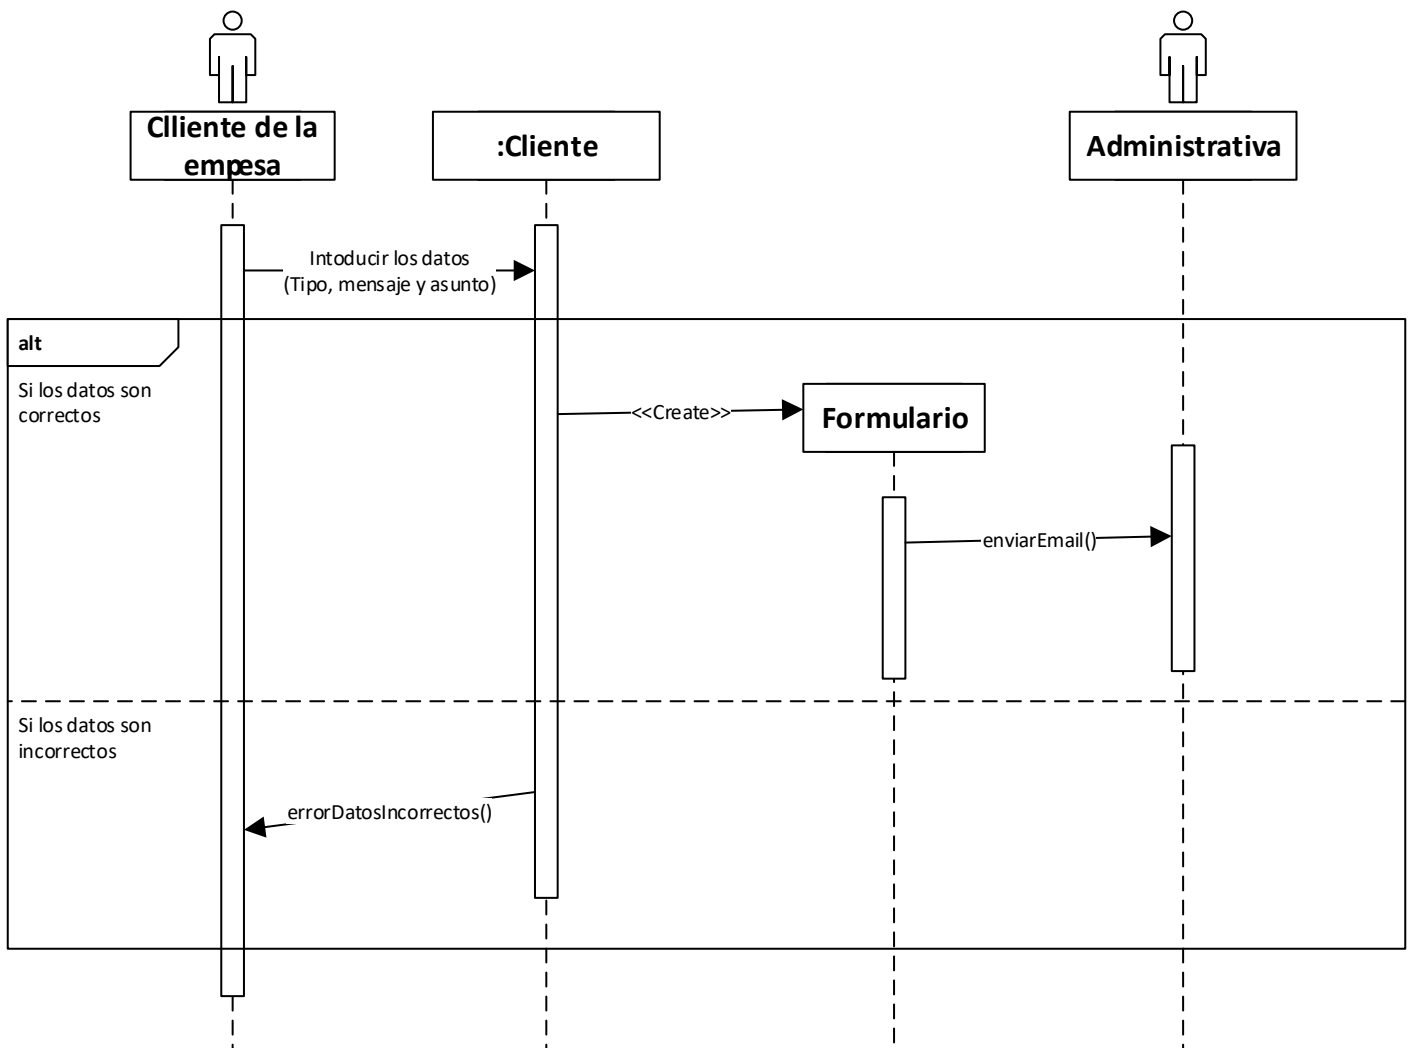 Clliente de la
empesa
:Cliente
Administrativa
Intoducir los datos
(Tipo, mensaje y asunto)
alt
Si los datos son
correctos
<<Create>>
Formulario
enviarEmail()
Si los datos son
incorrectos
errorDatosIncorrectos()